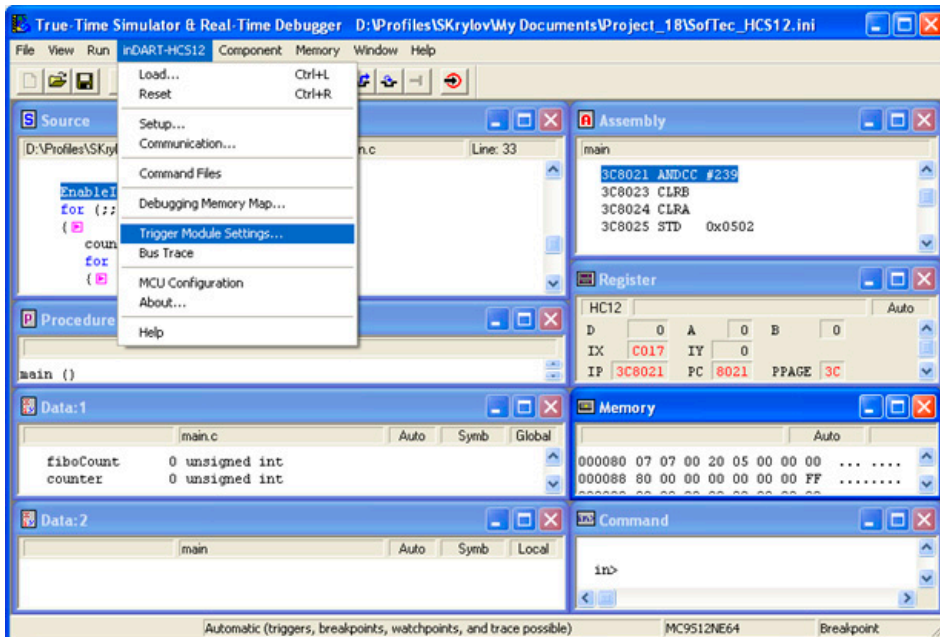 True-Time Simulator & Real-Time Debugger D:\Profiles\SKrylov\My Documents\Project_18\SofTec_HCS12.ini
File View Run inDART-HCS12 Component Memory Window Help
Load... Ctrl+L
Reset Ctrl+R
Setup...
Communication...
Command Files
Debugging Memory Map...
Trigger Module Settings...
Bus Trace
MCU Configuration
About...
Help
Source
D:\Profiles\SKryl
n.c Line: 33
EnableI
for (;;
{
coun
for
{
Assembly
main
3C8021 ANDCC #239
3C8023 CLRB
3C8024 CLRA
3C8025 STD 0x0502
Register
HC12 Auto
D 0 A 0 B 0
IX C017 IY 0
IP 3C8021 PC 8021 PPAGE 3C
Procedure
main ()
Data:1
main.c Auto Symb Global
fiboCount 0 unsigned int
counter 0 unsigned int
Memory
Auto
000080 07 07 00 20 05 00 00 00 ... ....
000088 80 00 00 00 00 00 00 FF ........
Data:2
main Auto Symb Local
Command
in>
Automatic (triggers, breakpoints, watchpoints, and trace possible) MC9S12NE64 Breakpoint